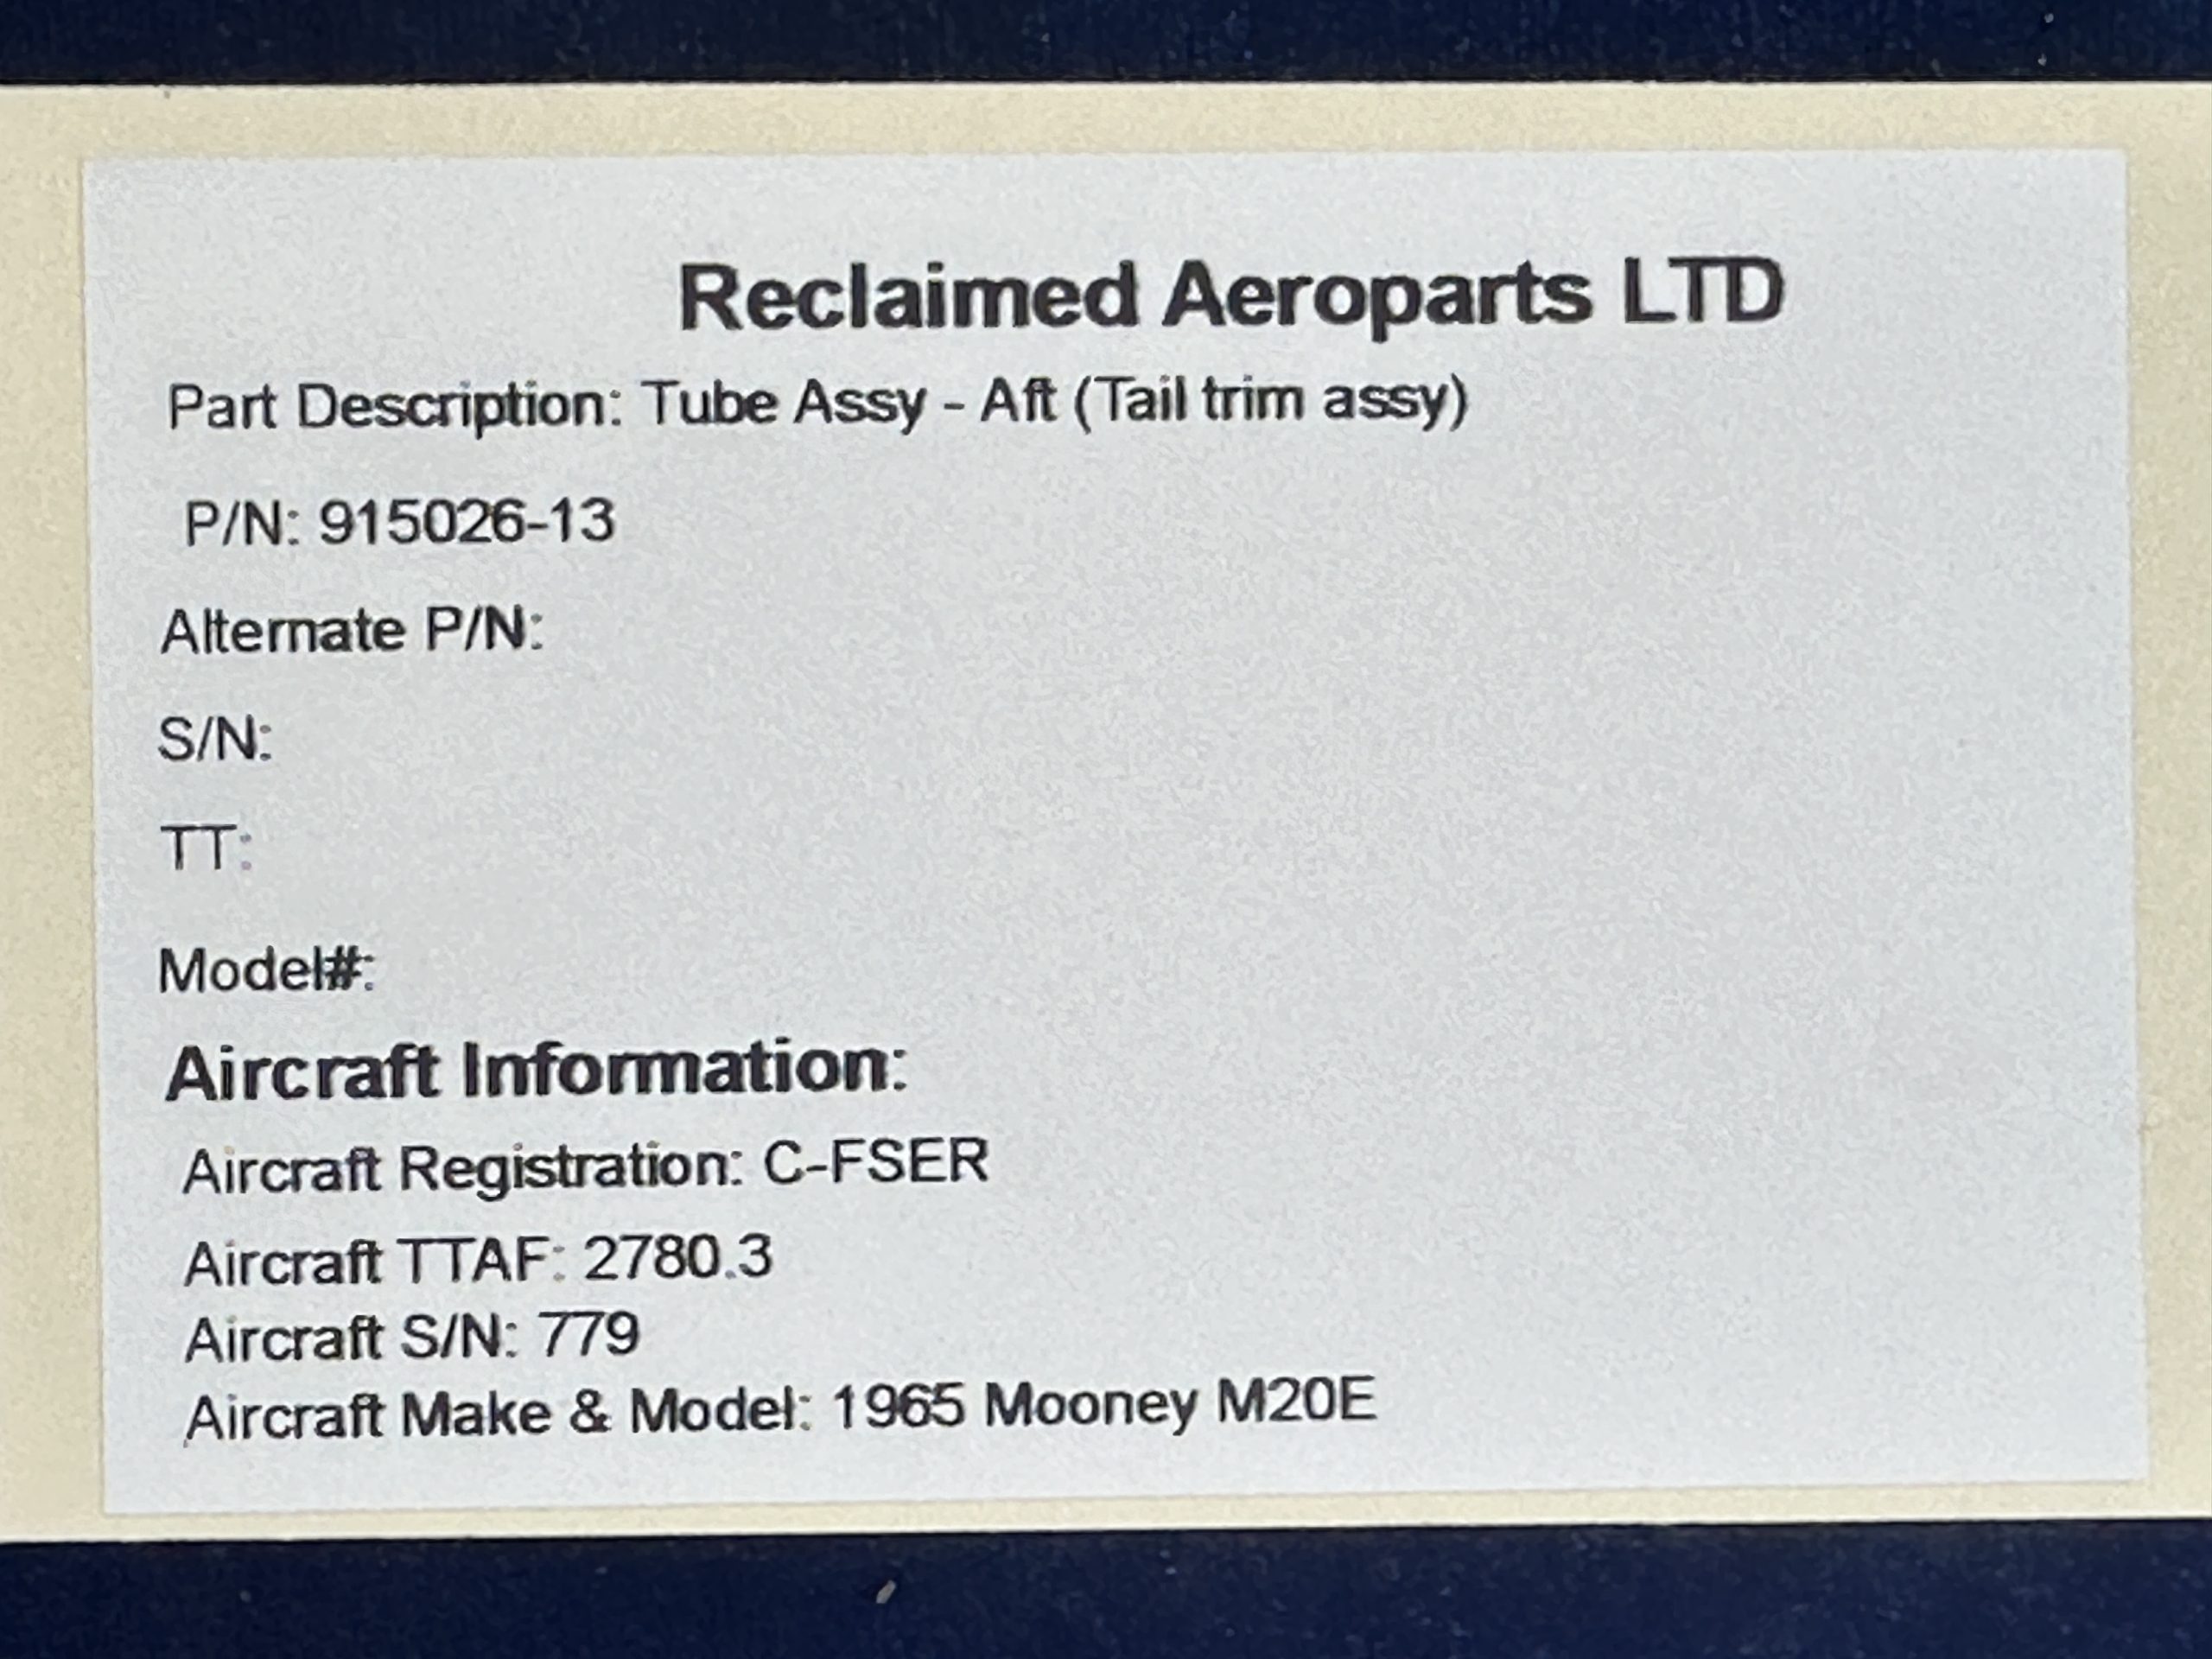 Reclaimed Aeroparts LTD
Part Description: Tube Assy - Aft (Tail trim assy)
P/N: 915026-13
Alternate P/N:
S/N:
TT:
Model#:
Aircraft Information:
Aircraft Registration: C-FSER
Aircraft TTAF: 2780.3
Aircraft S/N: 779
Aircraft Make & Model: 1965 Mooney M20E